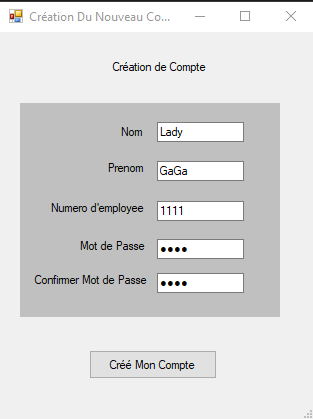 Création Du Nouveau Co...
Création de Compte
Nom Lady
Prenom GaGa
Numero d'employee 1111
Mot de Passe ●●●●
Confirmer Mot de Passe ●●●●
Créé Mon Compte